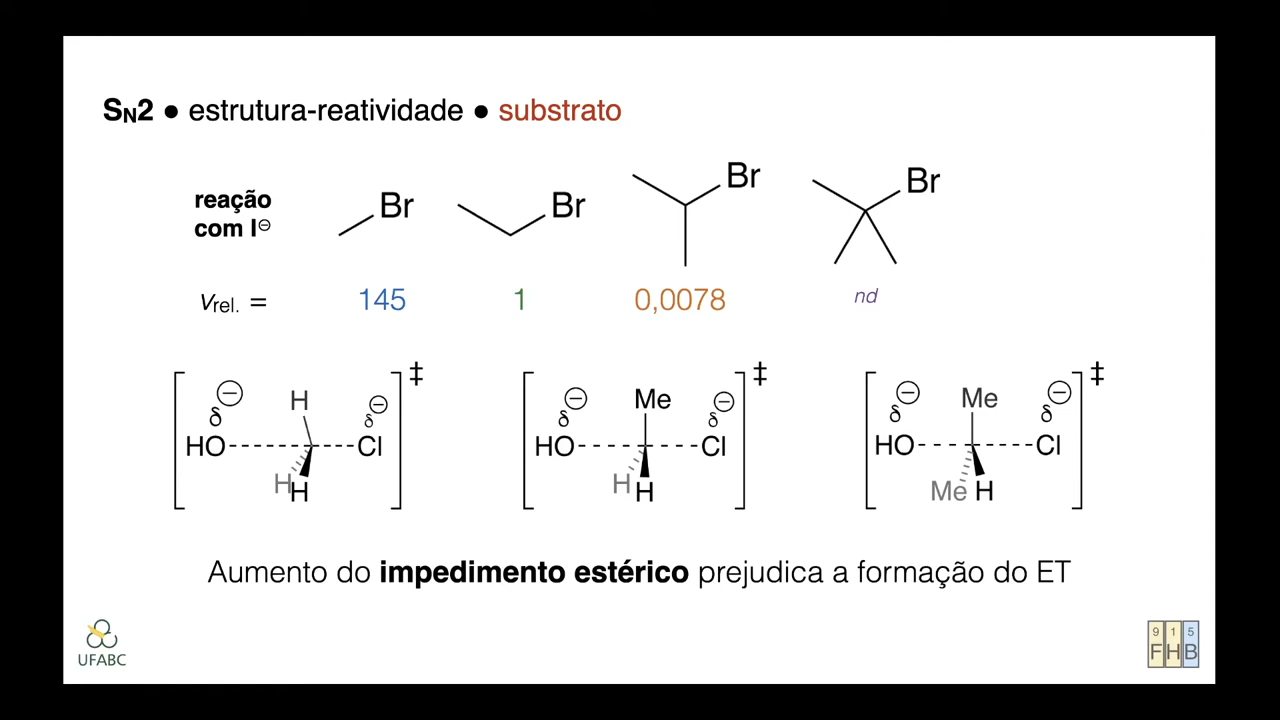 SN2 ● estrutura-reatividade ● substrato
reação
com I⊖
Br Br Br Br
vrel. = 145 1 0,0078 nd
[ HO δ⊖ H H H Cl δ⊖ ]‡
[ HO δ⊖ Me H H Cl δ⊖ ]‡
[ HO δ⊖ Me Me H Cl δ⊖ ]‡
Aumento do impedimento estérico prejudica a formação do ET
UFABC
9 1 5
F H B